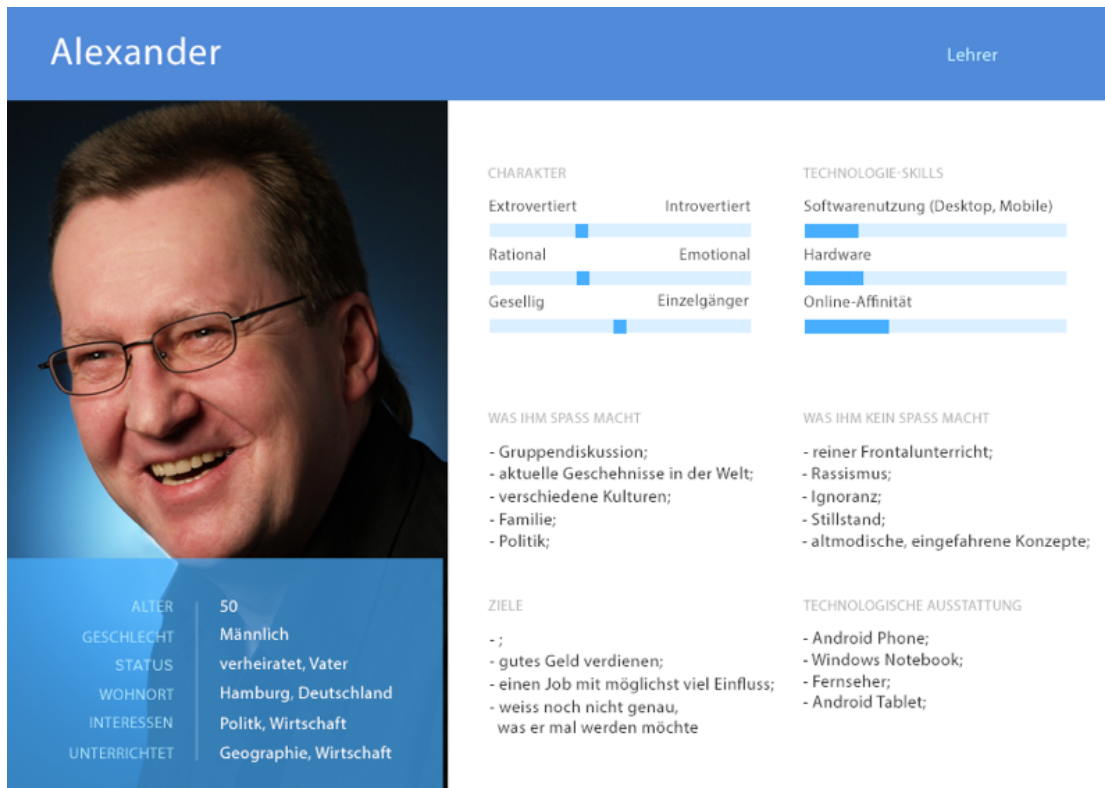 Alexander
Lehrer
CHARAKTER
Extrovertiert Introvertiert
Rational Emotional
Gesellig Einzelgänger
TECHNOLOGIE-SKILLS
Softwarenutzung (Desktop, Mobile)
Hardware
Online-Affinität
WAS IHM SPASS MACHT
- Gruppendiskussion;
- aktuelle Geschehnisse in der Welt;
- verschiedene Kulturen;
- Familie;
- Politik;
WAS IHM KEIN SPASS MACHT
- reiner Frontalunterricht;
- Rassismus;
- Ignoranz;
- Stillstand;
- altmodische, eingefahrene Konzepte;
ZIELE
- ;
- gutes Geld verdienen;
- einen Job mit möglichst viel Einfluss;
- weiss noch nicht genau,
was er mal werden möchte
TECHNOLOGISCHE AUSSTATTUNG
- Android Phone;
- Windows Notebook;
- Fernseher;
- Android Tablet;
ALTER 50
GESCHLECHT Männlich
STATUS verheiratet, Vater
WOHNORT Hamburg, Deutschland
INTERESSEN Politk, Wirtschaft
UNTERRICHTET Geographie, Wirtschaft